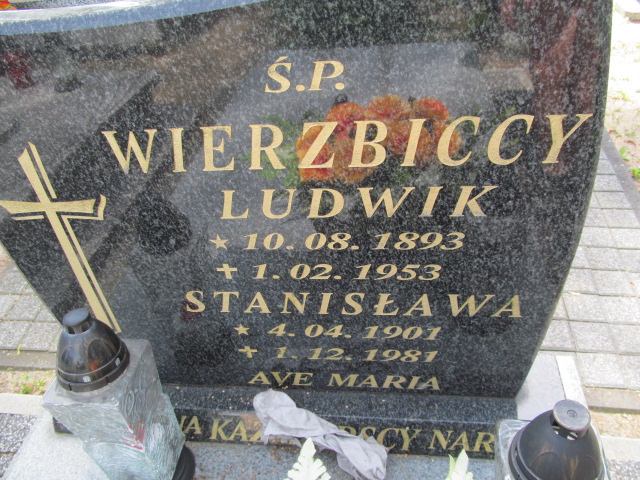 Ś.P.
WIERZBICCY
LUDWIK
★ 10. 08. 1893
✝ 1. 02. 1953
STANISŁAWA
★ 4. 04. 1901
✝ 1. 12. 1981
AVE MARIA